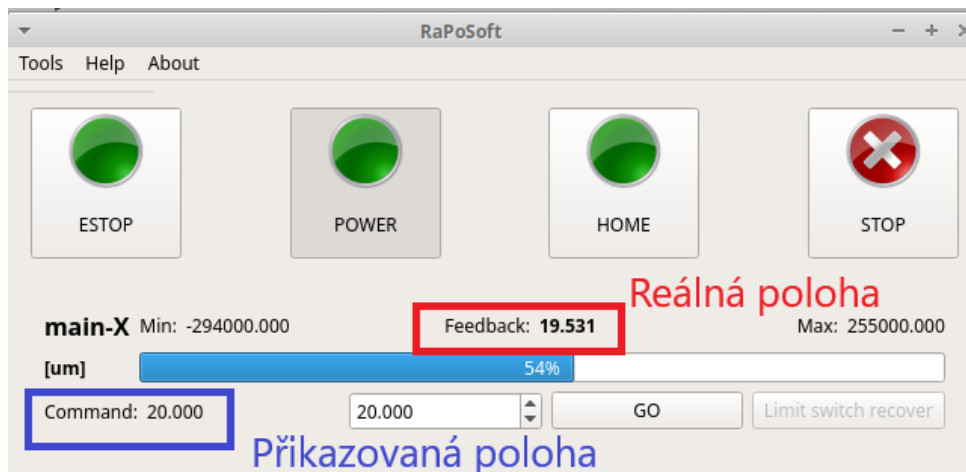 RaPoSoft
Tools Help About
ESTOP POWER HOME STOP
Reálná poloha
main-X Min: -294000.000 Feedback: 19.531 Max: 255000.000
[um] 54%
Command: 20.000 20.000 GO Limit switch recover
Přikazovaná poloha